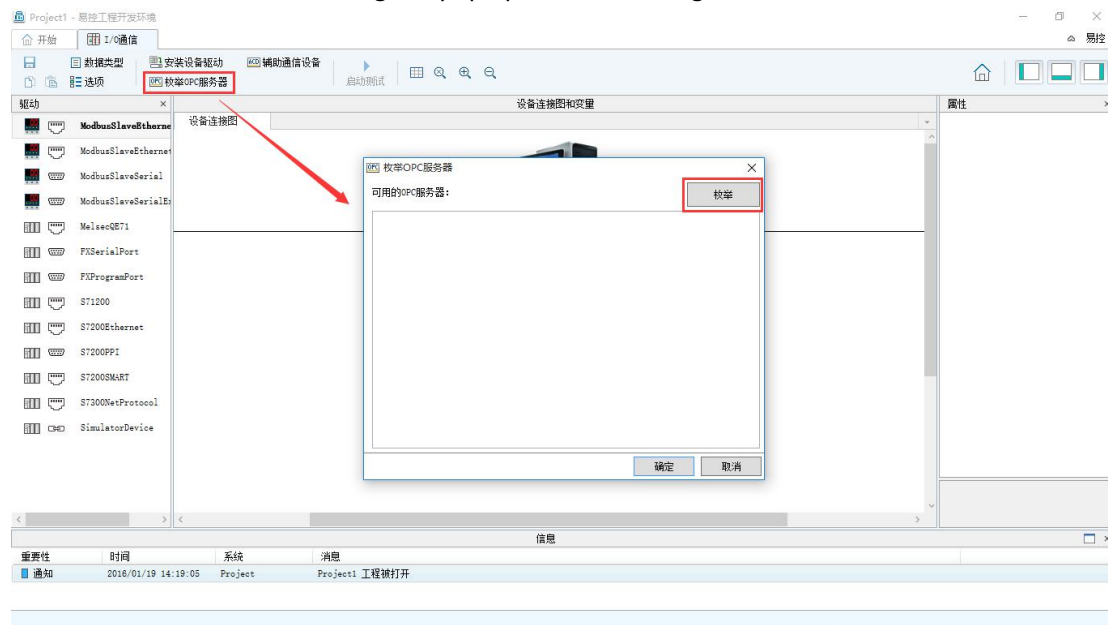 Project1 - 易控工程开发环境
开始 I/O通信 易控
数据类型 安装设备驱动 辅助通信设备
选项 枚举OPC服务器 启动测试
驱动 × 设备连接图和变量 属性
设备连接图
ModbusSlaveEtherne
ModbusSlaveEthernet
ModbusSlaveSerial
ModbusSlaveSerialE
MelsecQE71
FXSerialPort
FXProgramPort
S71200
S7200Ethernet
S7200PPI
S7200SMART
S7300NetProtocol
SimulatorDevice
OPC 枚举OPC服务器
可用的OPC服务器:
枚举
确定 取消
信息
重要性 时间 系统 消息
通知 2016/01/19 14:19:05 Project Project1 工程被打开